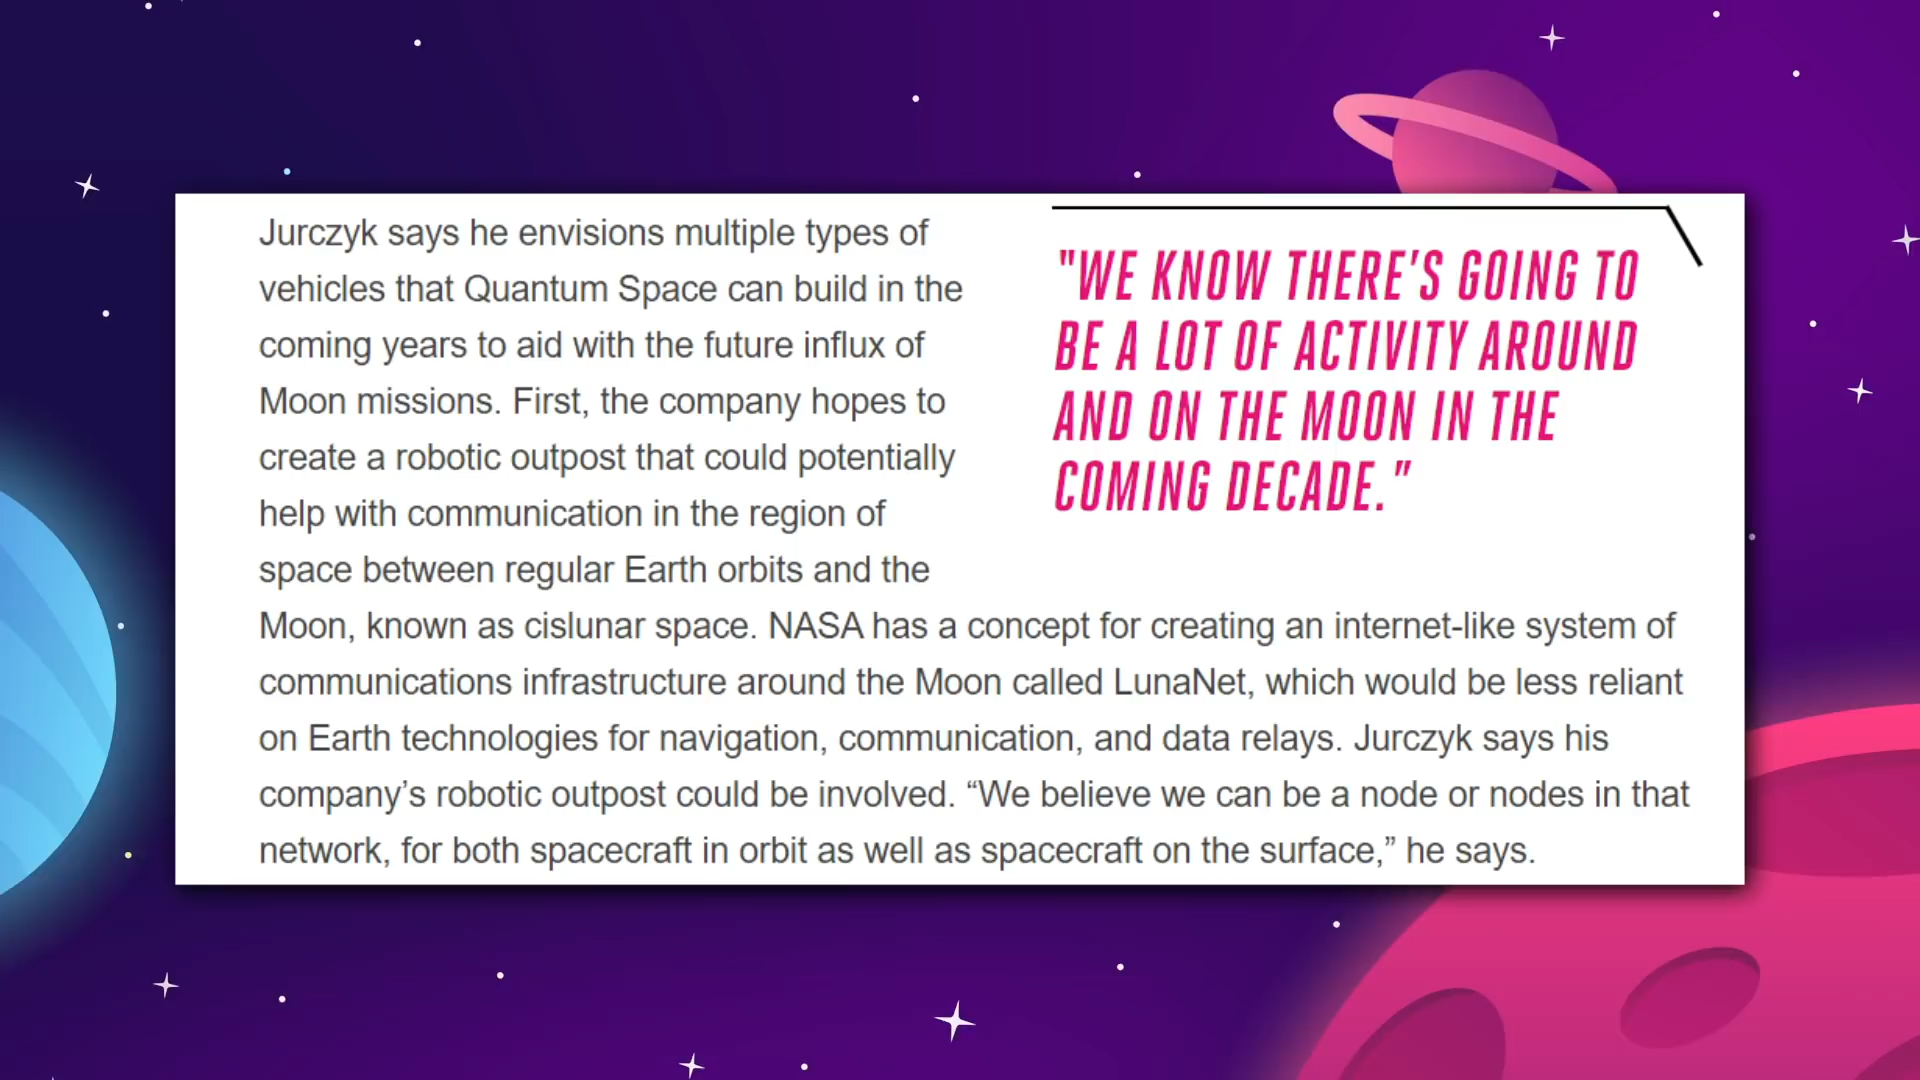 Jurczyk says he envisions multiple types of
vehicles that Quantum Space can build in the
coming years to aid with the future influx of
Moon missions. First, the company hopes to
create a robotic outpost that could potentially
help with communication in the region of
space between regular Earth orbits and the
Moon, known as cislunar space. NASA has a concept for creating an internet-like system of
communications infrastructure around the Moon called LunaNet, which would be less reliant
on Earth technologies for navigation, communication, and data relays. Jurczyk says his
company’s robotic outpost could be involved. “We believe we can be a node or nodes in that
network, for both spacecraft in orbit as well as spacecraft on the surface,” he says.
"WE KNOW THERE’S GOING TO
BE A LOT OF ACTIVITY AROUND
AND ON THE MOON IN THE
COMING DECADE."